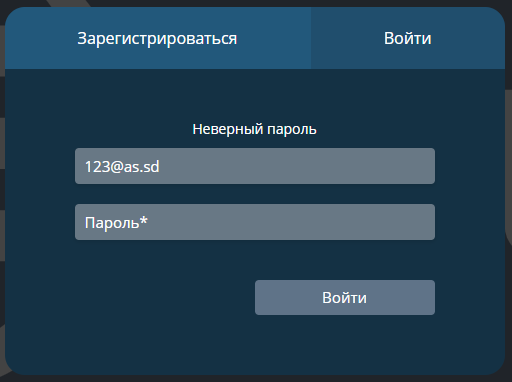 Зарегистрироваться
Войти
Неверный пароль
123@as.sd
Пароль*
Войти